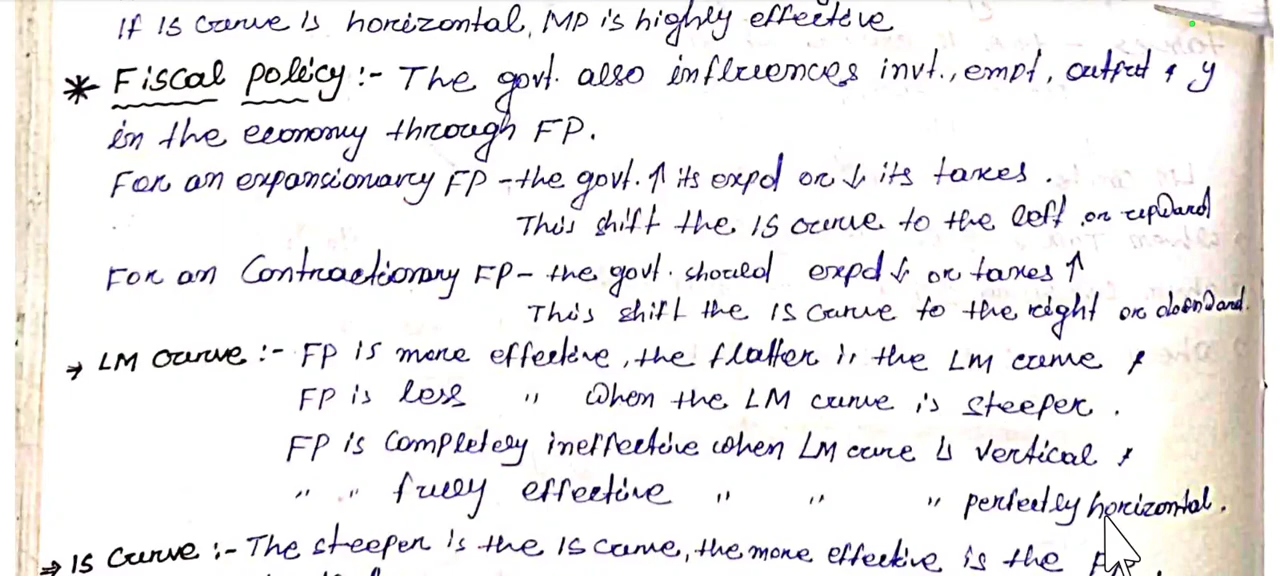 If IS curve is horizontal, MP is highly effective
* Fiscal policy :- The govt. also influences invt., empt, output & y
in the economy through FP.
For an expansionary FP - the govt. ↑ its expd or ↓ its taxes.
This shift the IS curve to the left or upward
For an Contractionary FP - the govt. should expd ↓ or taxes ↑
This shift the IS curve to the right or downward.
→ LM curve :- FP is more effective, the flatter is the LM curve &
FP is less " when the LM curve is steeper.
FP is completely ineffective when LM curve is vertical &
" " fully effective " " " perfectly horizontal.
→ IS Curve :- The steeper is the IS curve, the more effective is the